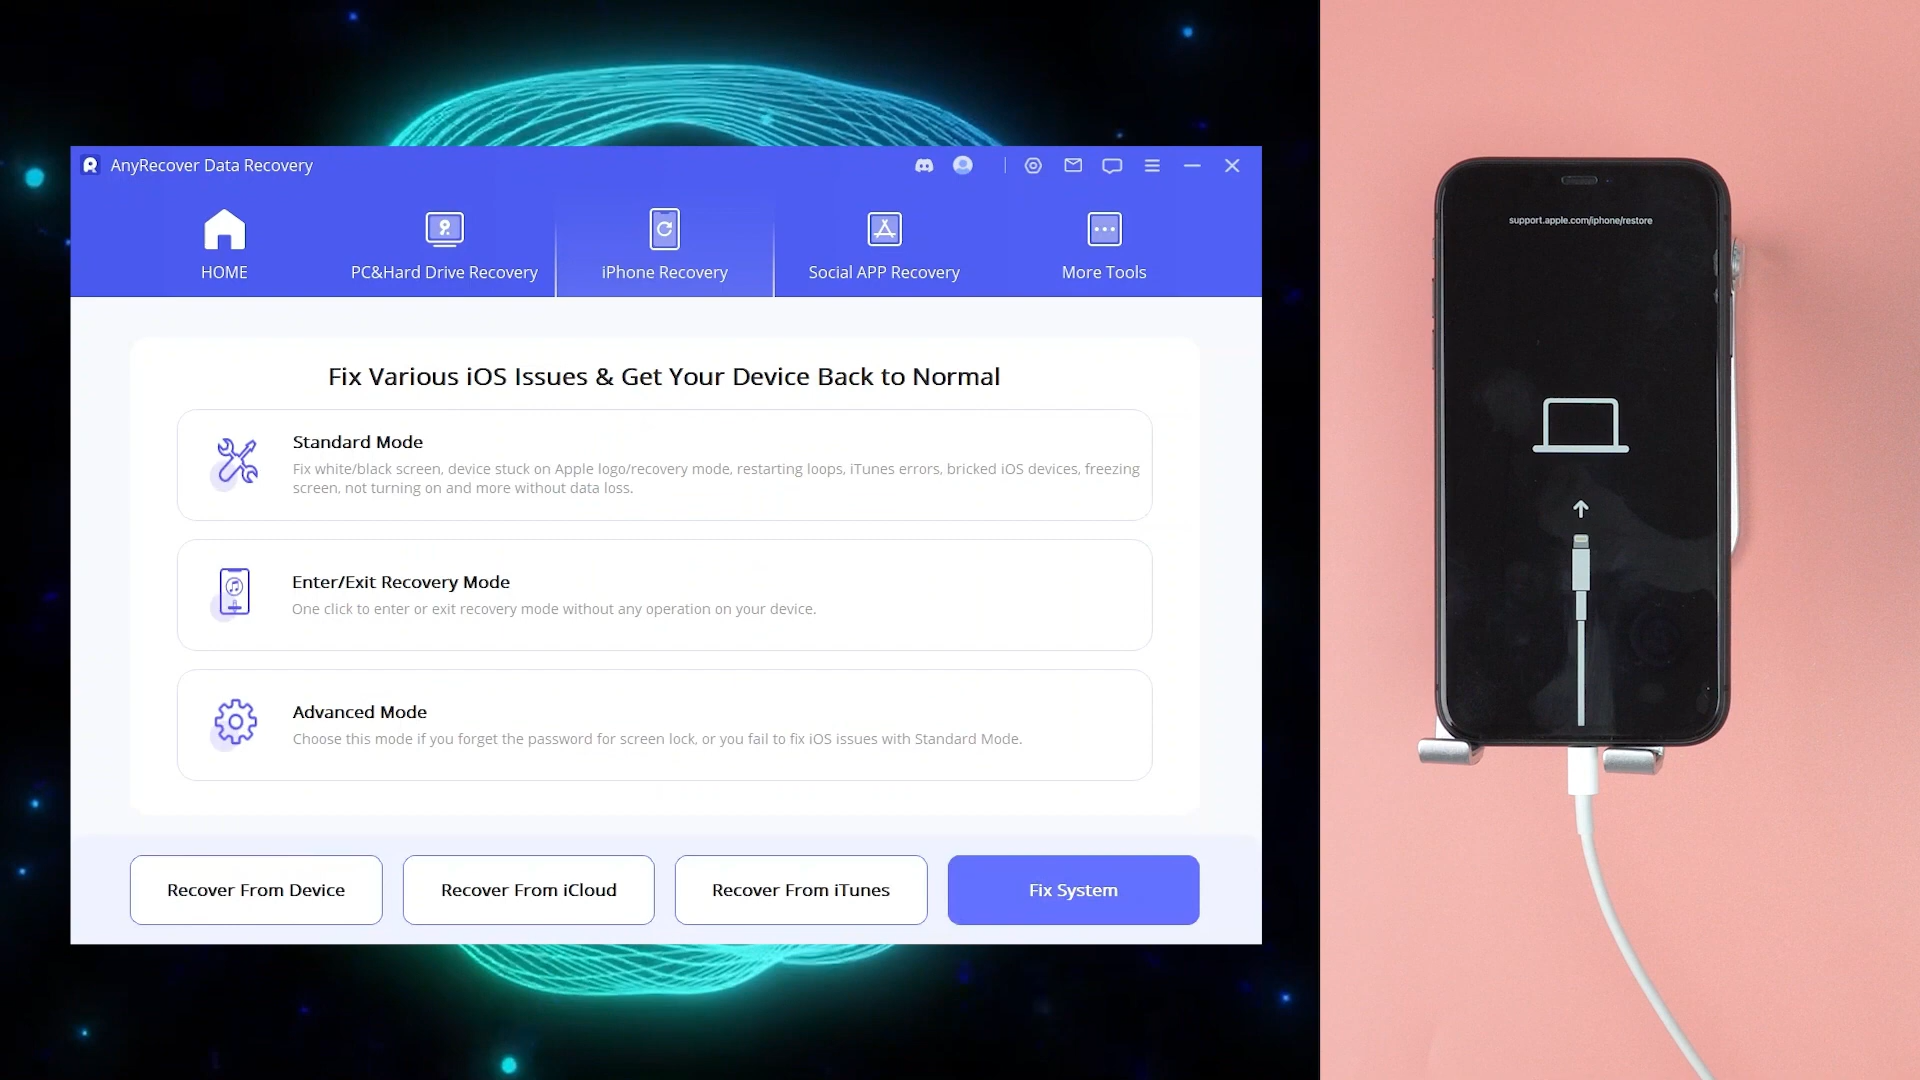 AnyRecover Data Recovery
HOME
PC&Hard Drive Recovery
iPhone Recovery
Social APP Recovery
More Tools
Fix Various iOS Issues & Get Your Device Back to Normal
Standard Mode
Fix white/black screen, device stuck on Apple logo/recovery mode, restarting loops, iTunes errors, bricked iOS devices, freezing
screen, not turning on and more without data loss.
Enter/Exit Recovery Mode
One click to enter or exit recovery mode without any operation on your device.
Advanced Mode
Choose this mode if you forget the password for screen lock, or you fail to fix iOS issues with Standard Mode.
Recover From Device
Recover From iCloud
Recover From iTunes
Fix System
support.apple.com/iphone/restore